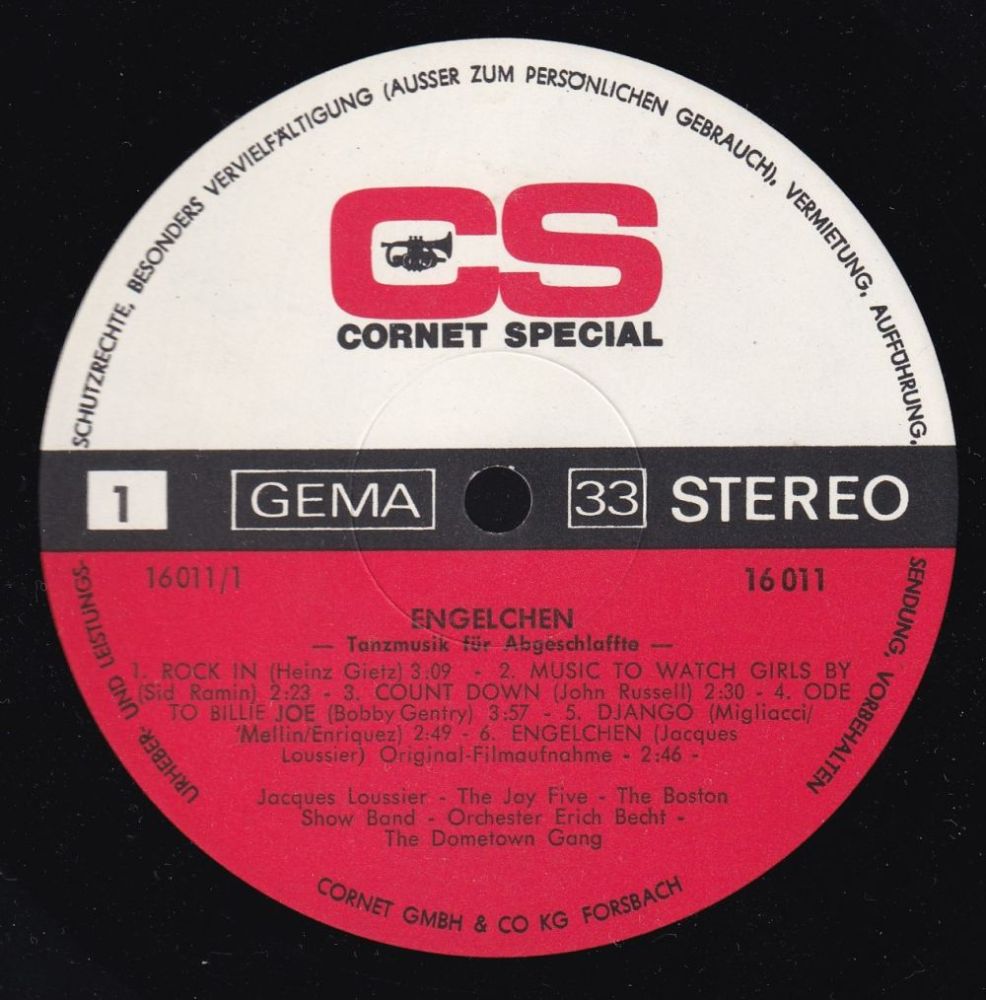 SCHUTZRECHTE, BESONDERS VERVIELFÄLTIGUNG (AUSSER ZUM PERSÖNLICHEN GEBRAUCH), VERMIETUNG, AUFFÜHRUNG,
CS
CORNET SPECIAL
1 GEMA 33 STEREO
16011/1 16 011
ENGELCHEN
— Tanzmusik für Abgeschlaffte —
1. ROCK IN (Heinz Gietz) 3:09 - 2. MUSIC TO WATCH GIRLS BY
(Sid Ramin) 2:23 - 3. COUNT DOWN (John Russell) 2:30 - 4. ODE
TO BILLIE JOE (Bobby Gentry) 3:57 - 5. DJANGO (Migliacci/
Mellin/Enriquez) 2:49 - 6. ENGELCHEN (Jacques
Loussier) Original-Filmaufnahme - 2:46 -
Jacques Loussier - The Jay Five - The Boston
Show Band - Orchester Erich Becht -
The Dometown Gang
URHEBER- UND LEISTUNGS-
SENDUNG, VORBEHALTEN
CORNET GMBH & CO KG FORSBACH